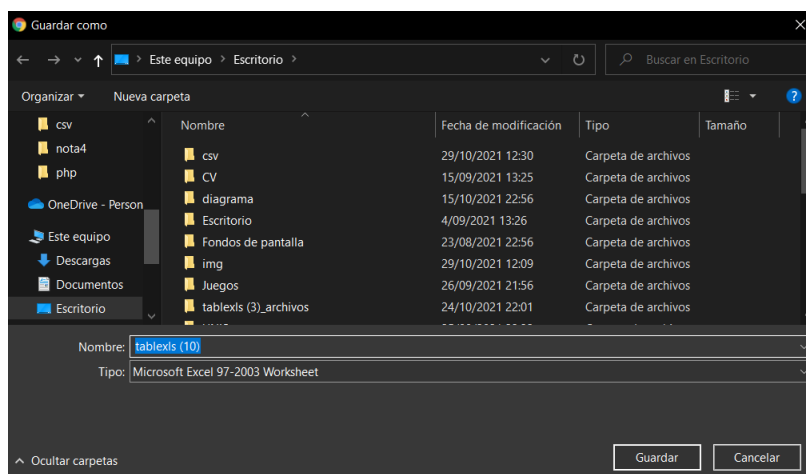 Guardar como
Este equipo > Escritorio >
Buscar en Escritorio
Organizar Nueva carpeta
Nombre Fecha de modificación Tipo Tamaño
csv
nota4
php
OneDrive - Person
Este equipo
Descargas
Documentos
Escritorio
csv 29/10/2021 12:30 Carpeta de archivos
CV 15/09/2021 13:25 Carpeta de archivos
diagrama 15/10/2021 22:56 Carpeta de archivos
Escritorio 4/09/2021 13:26 Carpeta de archivos
Fondos de pantalla 23/08/2021 22:56 Carpeta de archivos
img 29/10/2021 12:09 Carpeta de archivos
Juegos 26/09/2021 21:56 Carpeta de archivos
tablexls (3)_archivos 24/10/2021 22:01 Carpeta de archivos
Nombre: tablexls (10)
Tipo: Microsoft Excel 97-2003 Worksheet
Ocultar carpetas
Guardar Cancelar